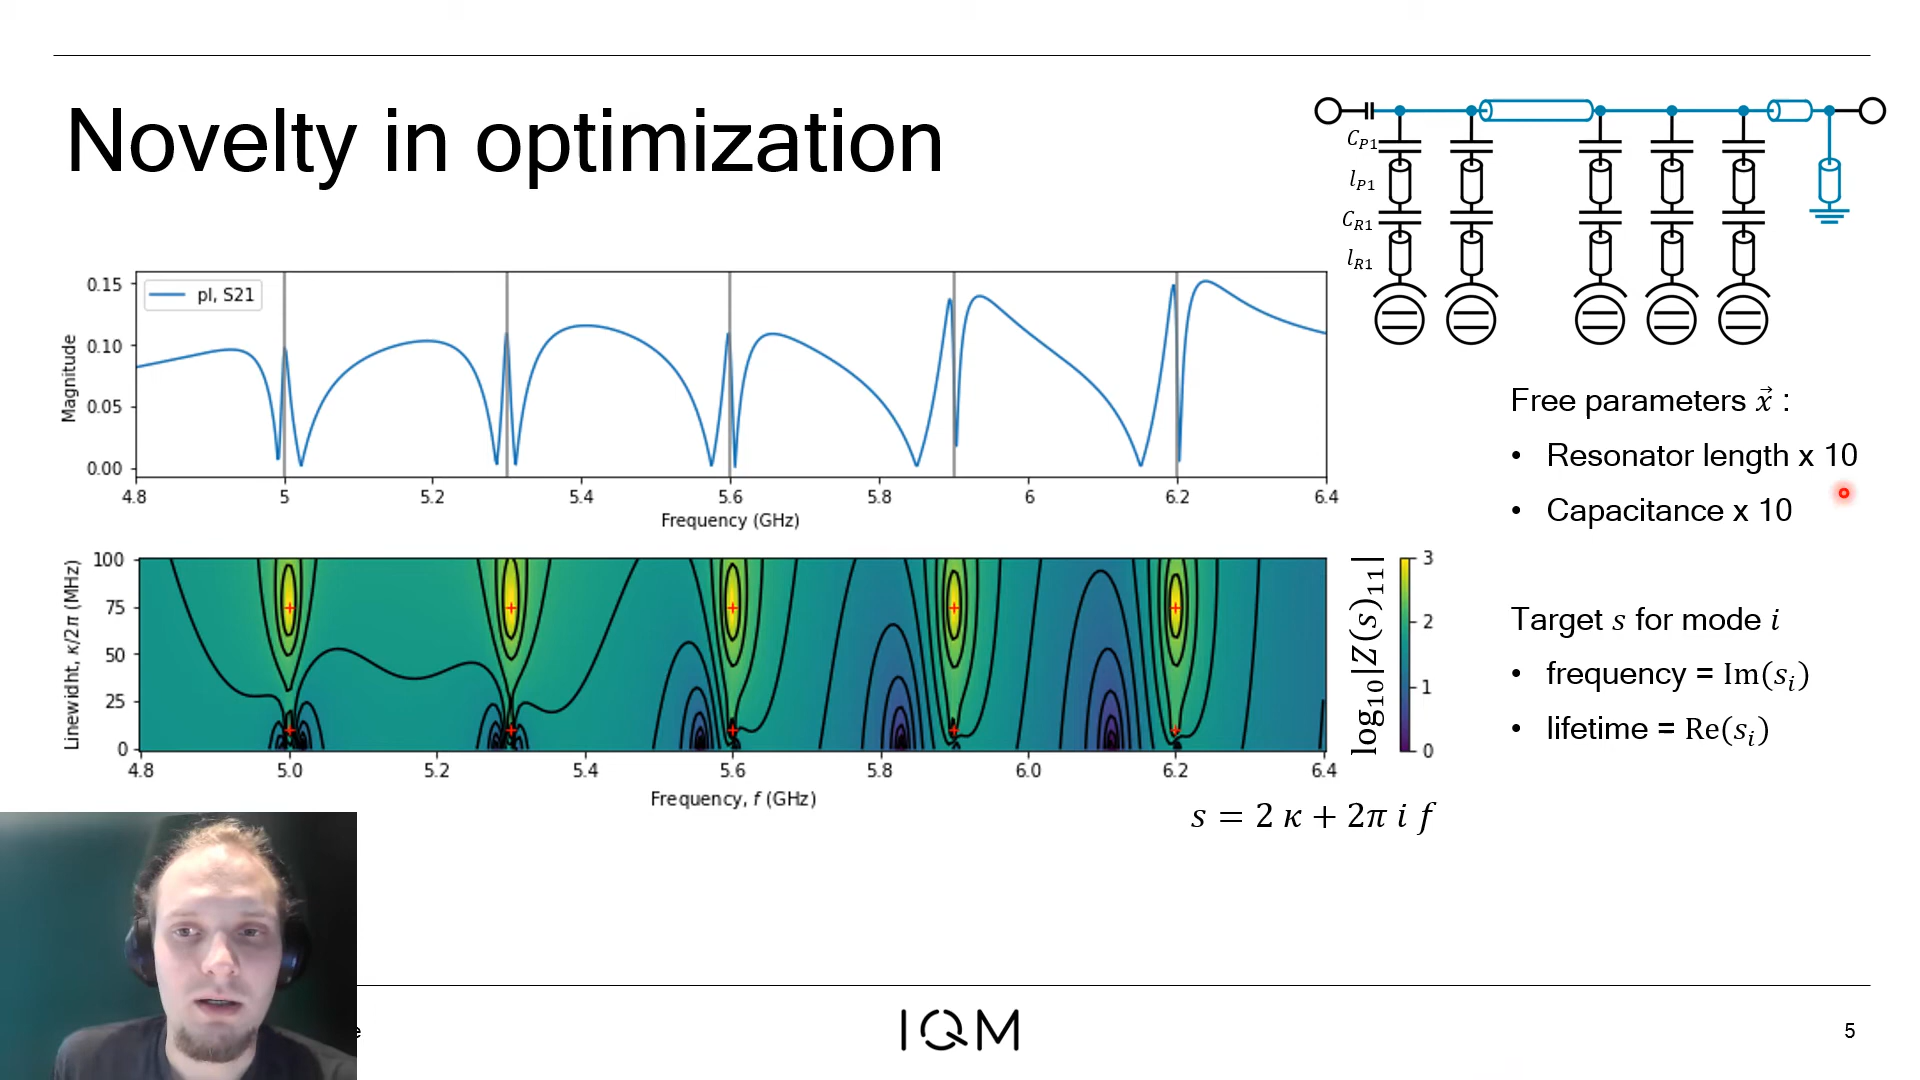 Novelty in optimization
C_P1
l_P1
C_R1
l_R1
pl, S21
Magnitude
0.15
0.10
0.05
0.00
4.8 5 5.2 5.4 5.6 5.8 6 6.2 6.4
Frequency (GHz)
Linewidht, κ/2π (MHz)
100
75
50
25
0
4.8 5.0 5.2 5.4 5.6 5.8 6.0 6.2 6.4
Frequency, f (GHz)
log₁₀|Z(s)₁₁|
3
2
1
0
s = 2 κ + 2π i f
Free parameters x⃗ :
• Resonator length x 10
• Capacitance x 10
Target s for mode i
• frequency = Im(sᵢ)
• lifetime = Re(sᵢ)
IQM
5